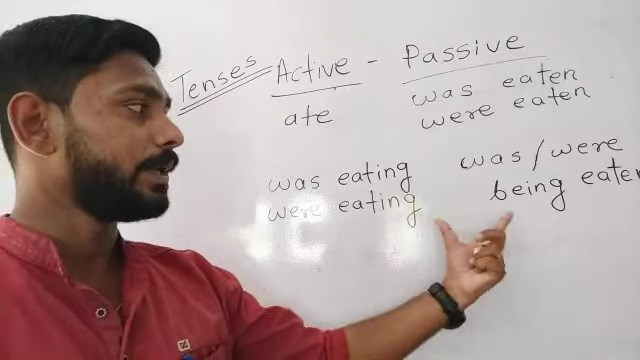 Tenses Active - Passive
ate was eaten
were eaten
was eating was/were
were eating being eaten